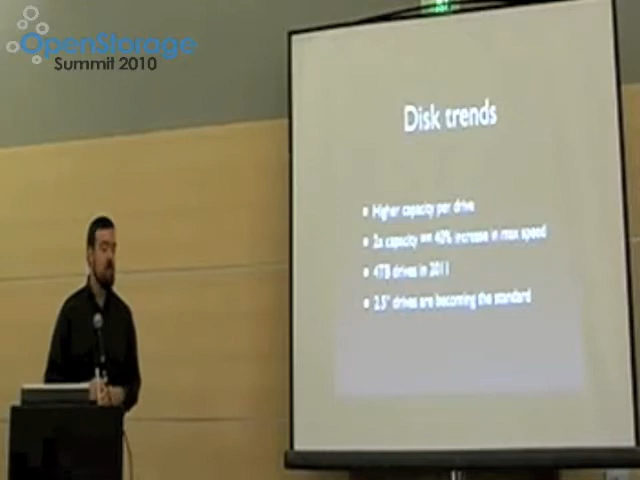 OpenStorage
Summit 2010
Disk trends
Higher capacity per drive
2x capacity == 40% increase in max speed
4TB drives in 2011
2.5" drives are becoming the standard